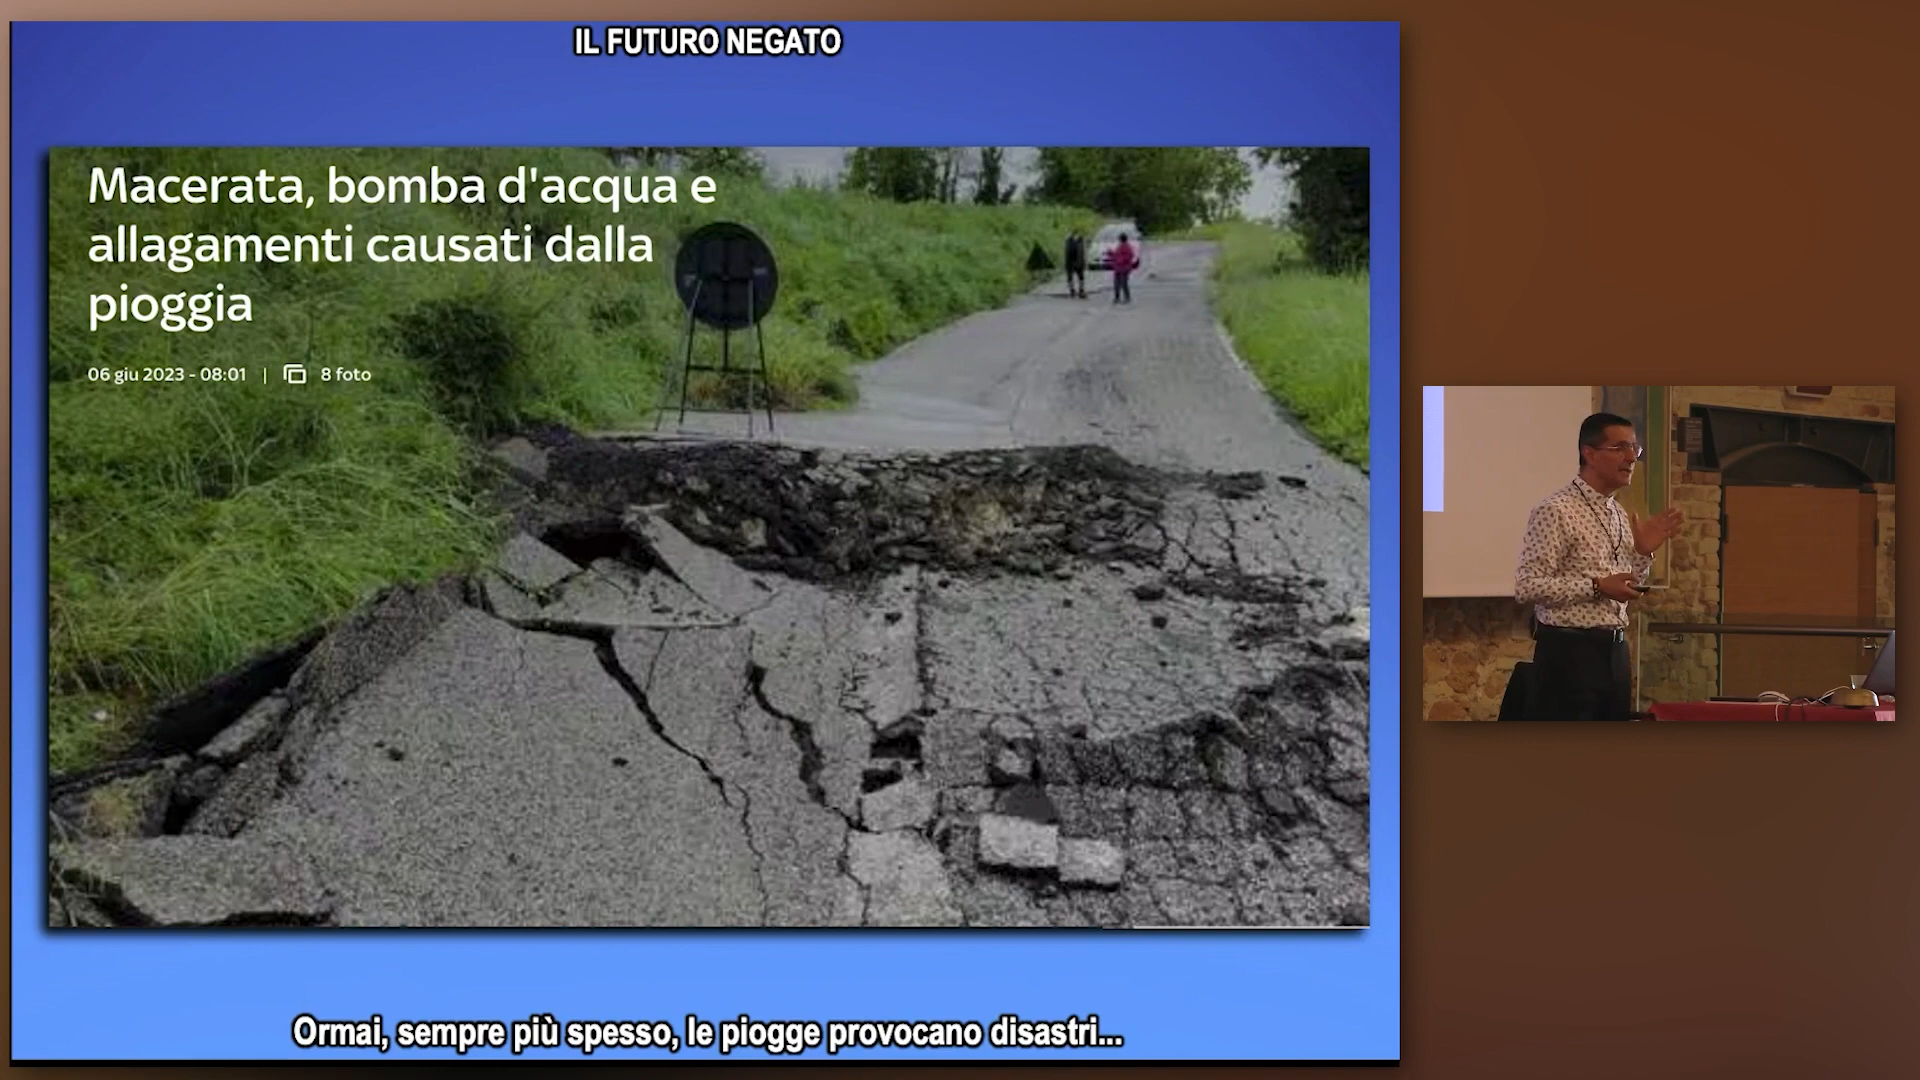 IL FUTURO NEGATO
Macerata, bomba d'acqua e
allagamenti causati dalla
pioggia
06 giu 2023 - 08:01 | 8 foto
Ormai, sempre più spesso, le piogge provocano disastri...